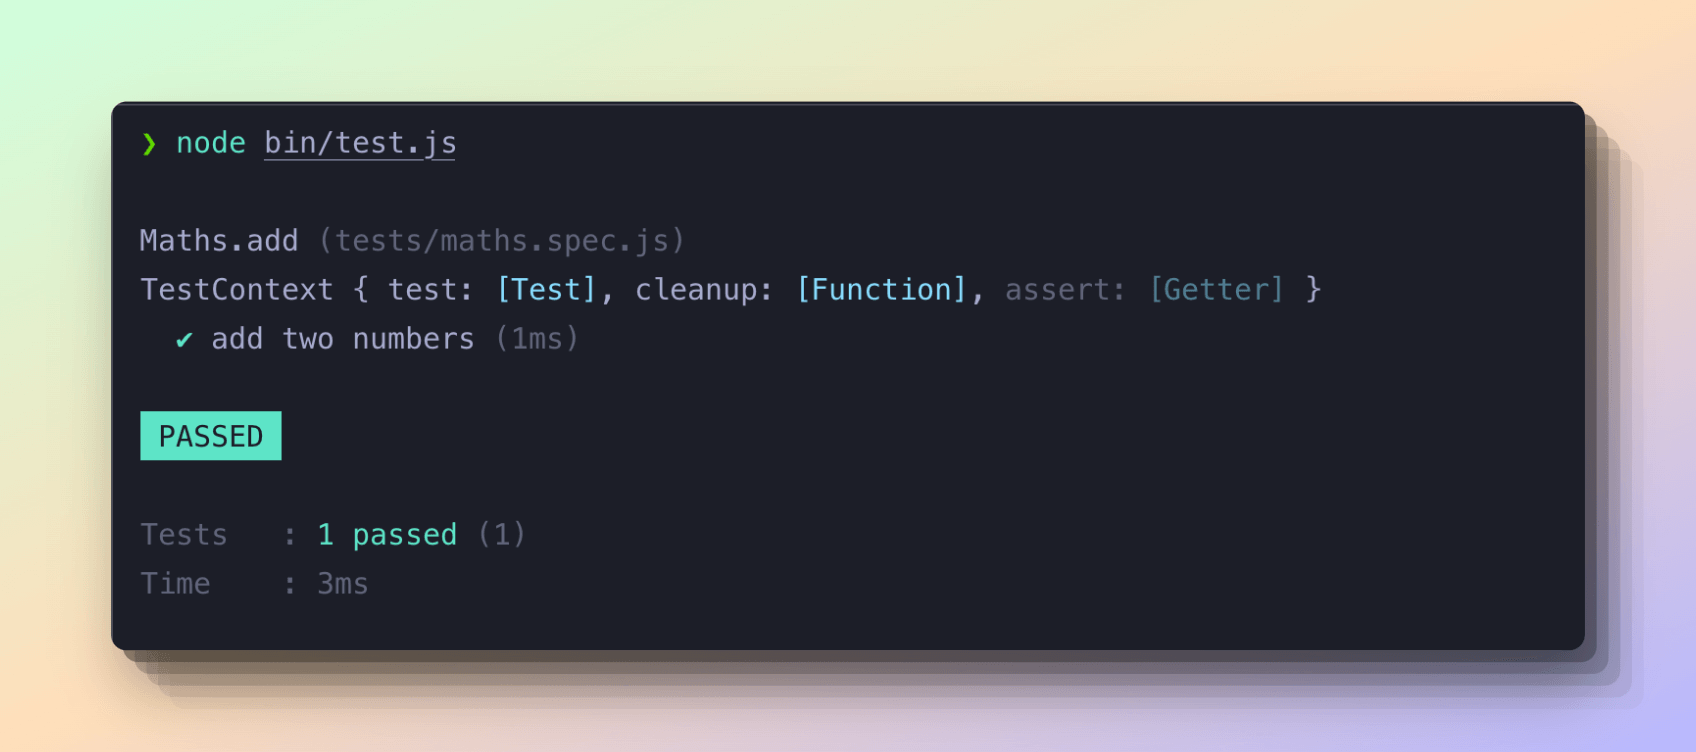 ❯ node bin/test.js
Maths.add (tests/maths.spec.js)
TestContext { test: [Test], cleanup: [Function], assert: [Getter] }
✔ add two numbers (1ms)
PASSED
Tests   : 1 passed (1)
Time    : 3ms